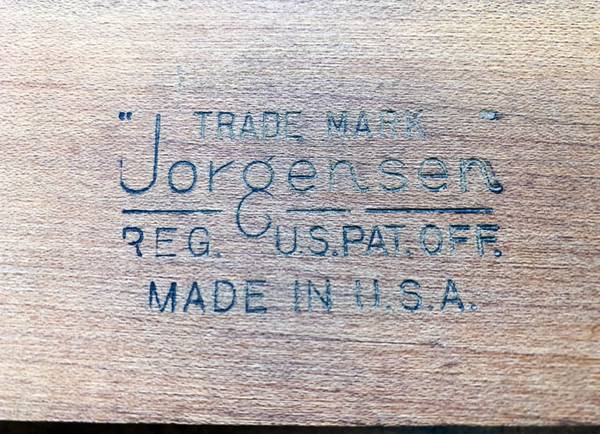 TRADE MARK
"Jorgensen"
REG. U.S. PAT. OFF.
MADE IN U.S.A.